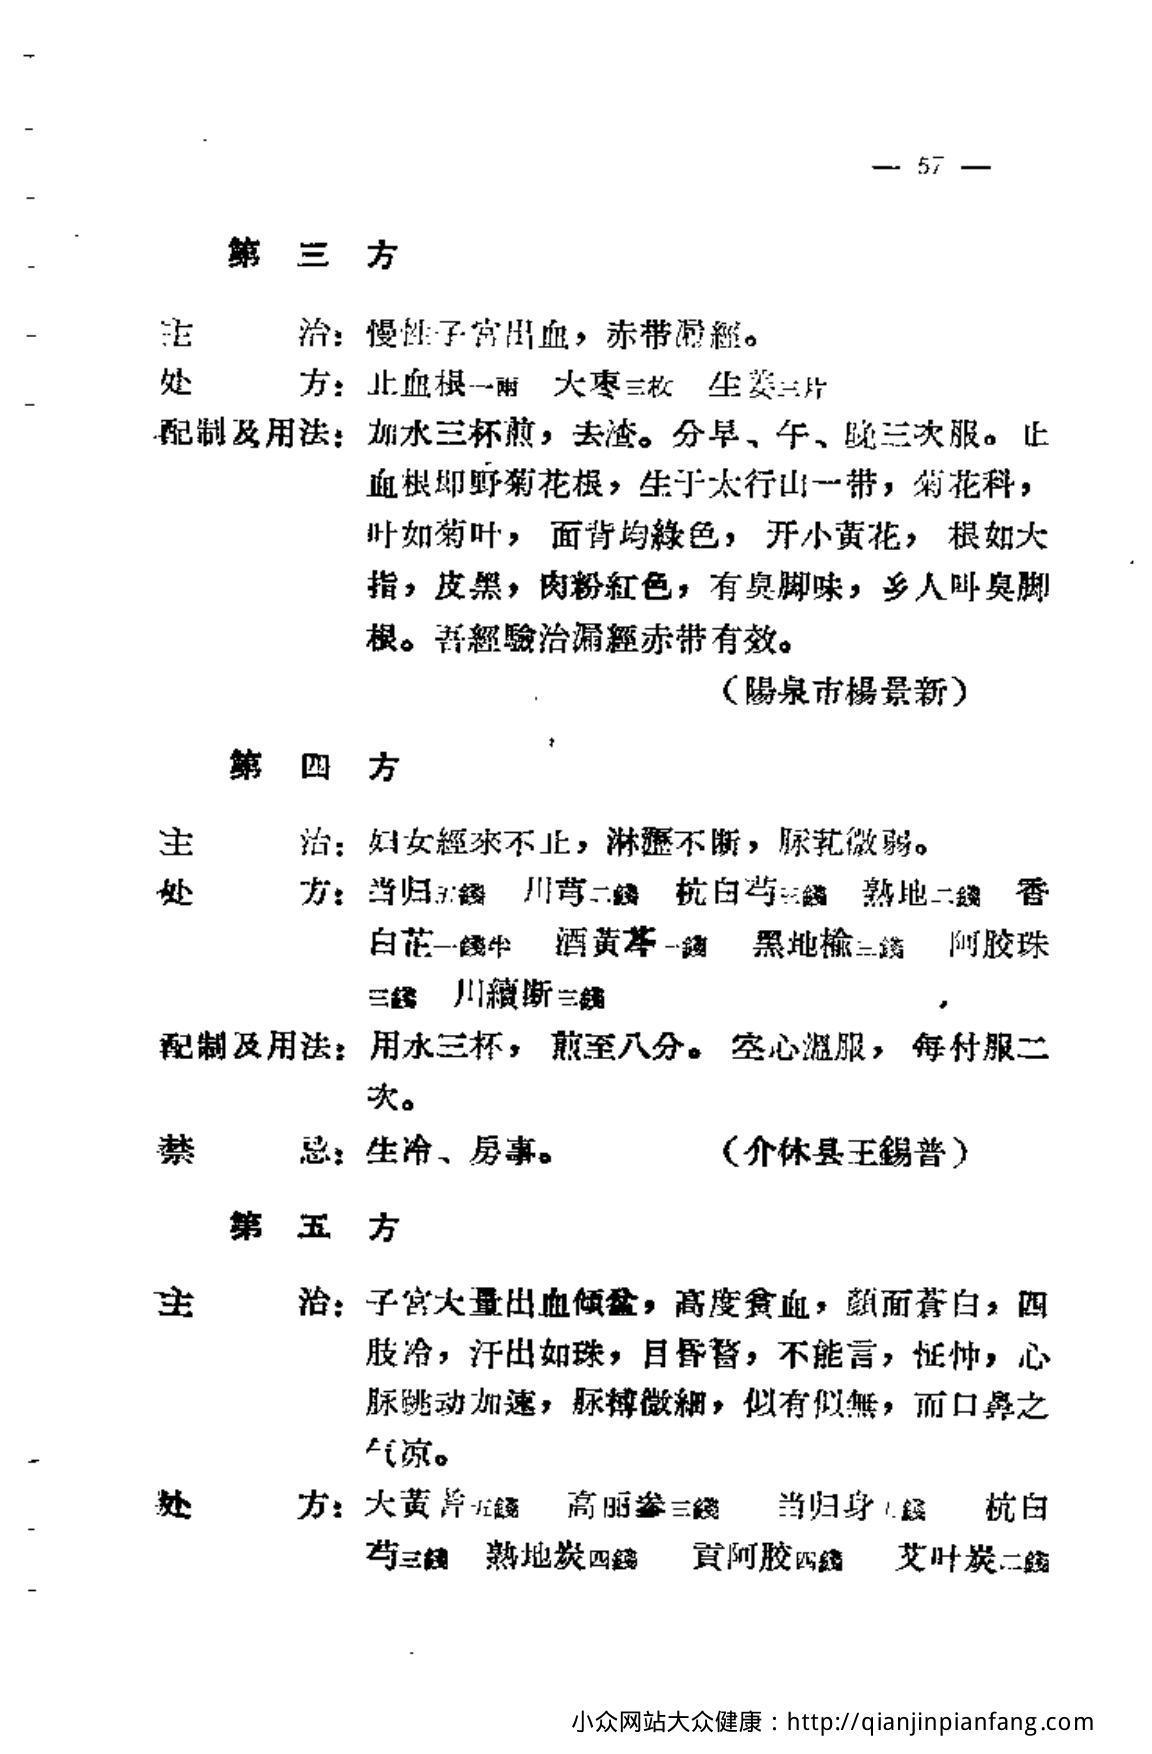 — 57 —
第三方
主治：慢性子宮出血，赤带漏經。
处方：止血根一兩 大枣三枚 生姜三片
配制及用法：加水三杯煎，去渣。分早、午、晚三次服。止
血根即野菊花根，生于太行山一带，菊花科，
叶如菊叶，面背均綠色，开小黄花，根如大
指，皮黑，肉粉紅色，有臭脚味，乡人叫臭脚
根。吾經驗治漏經赤带有效。
（陽泉市楊景新）
第四方
主治：妇女經來不止，淋瀝不断，脉芤微弱。
处方：当归五錢 川芎二錢 杭白芍三錢 熟地二錢 香
白芷一錢半 酒黄芩一錢 黑地榆三錢 阿胶珠
三錢 川續断三錢
配制及用法：用水三杯，煎至八分。空心溫服，每付服二
次。
禁忌：生冷、房事。 （介休县王錫普）
第五方
主治：子宮大量出血傾盆，高度貧血，顏面蒼白，四
肢冷，汗出如珠，目昏瞀，不能言，怔忡，心
脉跳动加速，脉搏微細，似有似無，而口鼻之
气凉。
处方：大黃芪五錢 高丽參三錢 当归身 錢 杭白
芍三錢 熟地炭四錢 貢阿胶四錢 艾叶炭二錢
小众网站大众健康：http://qianjinpianfang.com